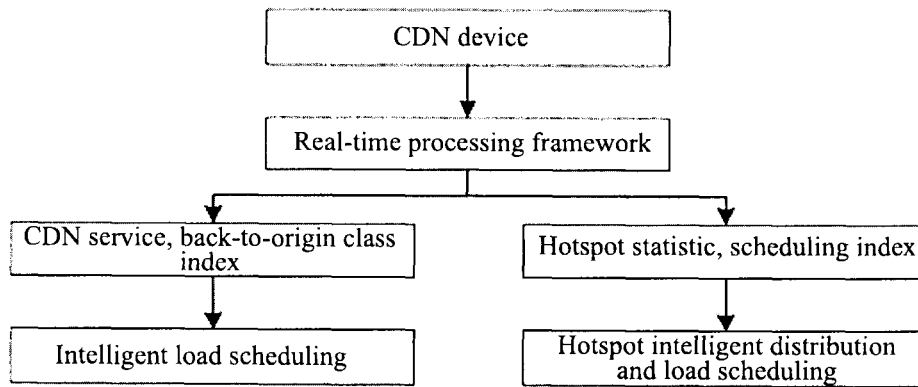 CDN device
Real-time processing framework
CDN service, back-to-origin class
index
Hotspot statistic, scheduling index
Intelligent load scheduling
Hotspot intelligent distribution
and load scheduling